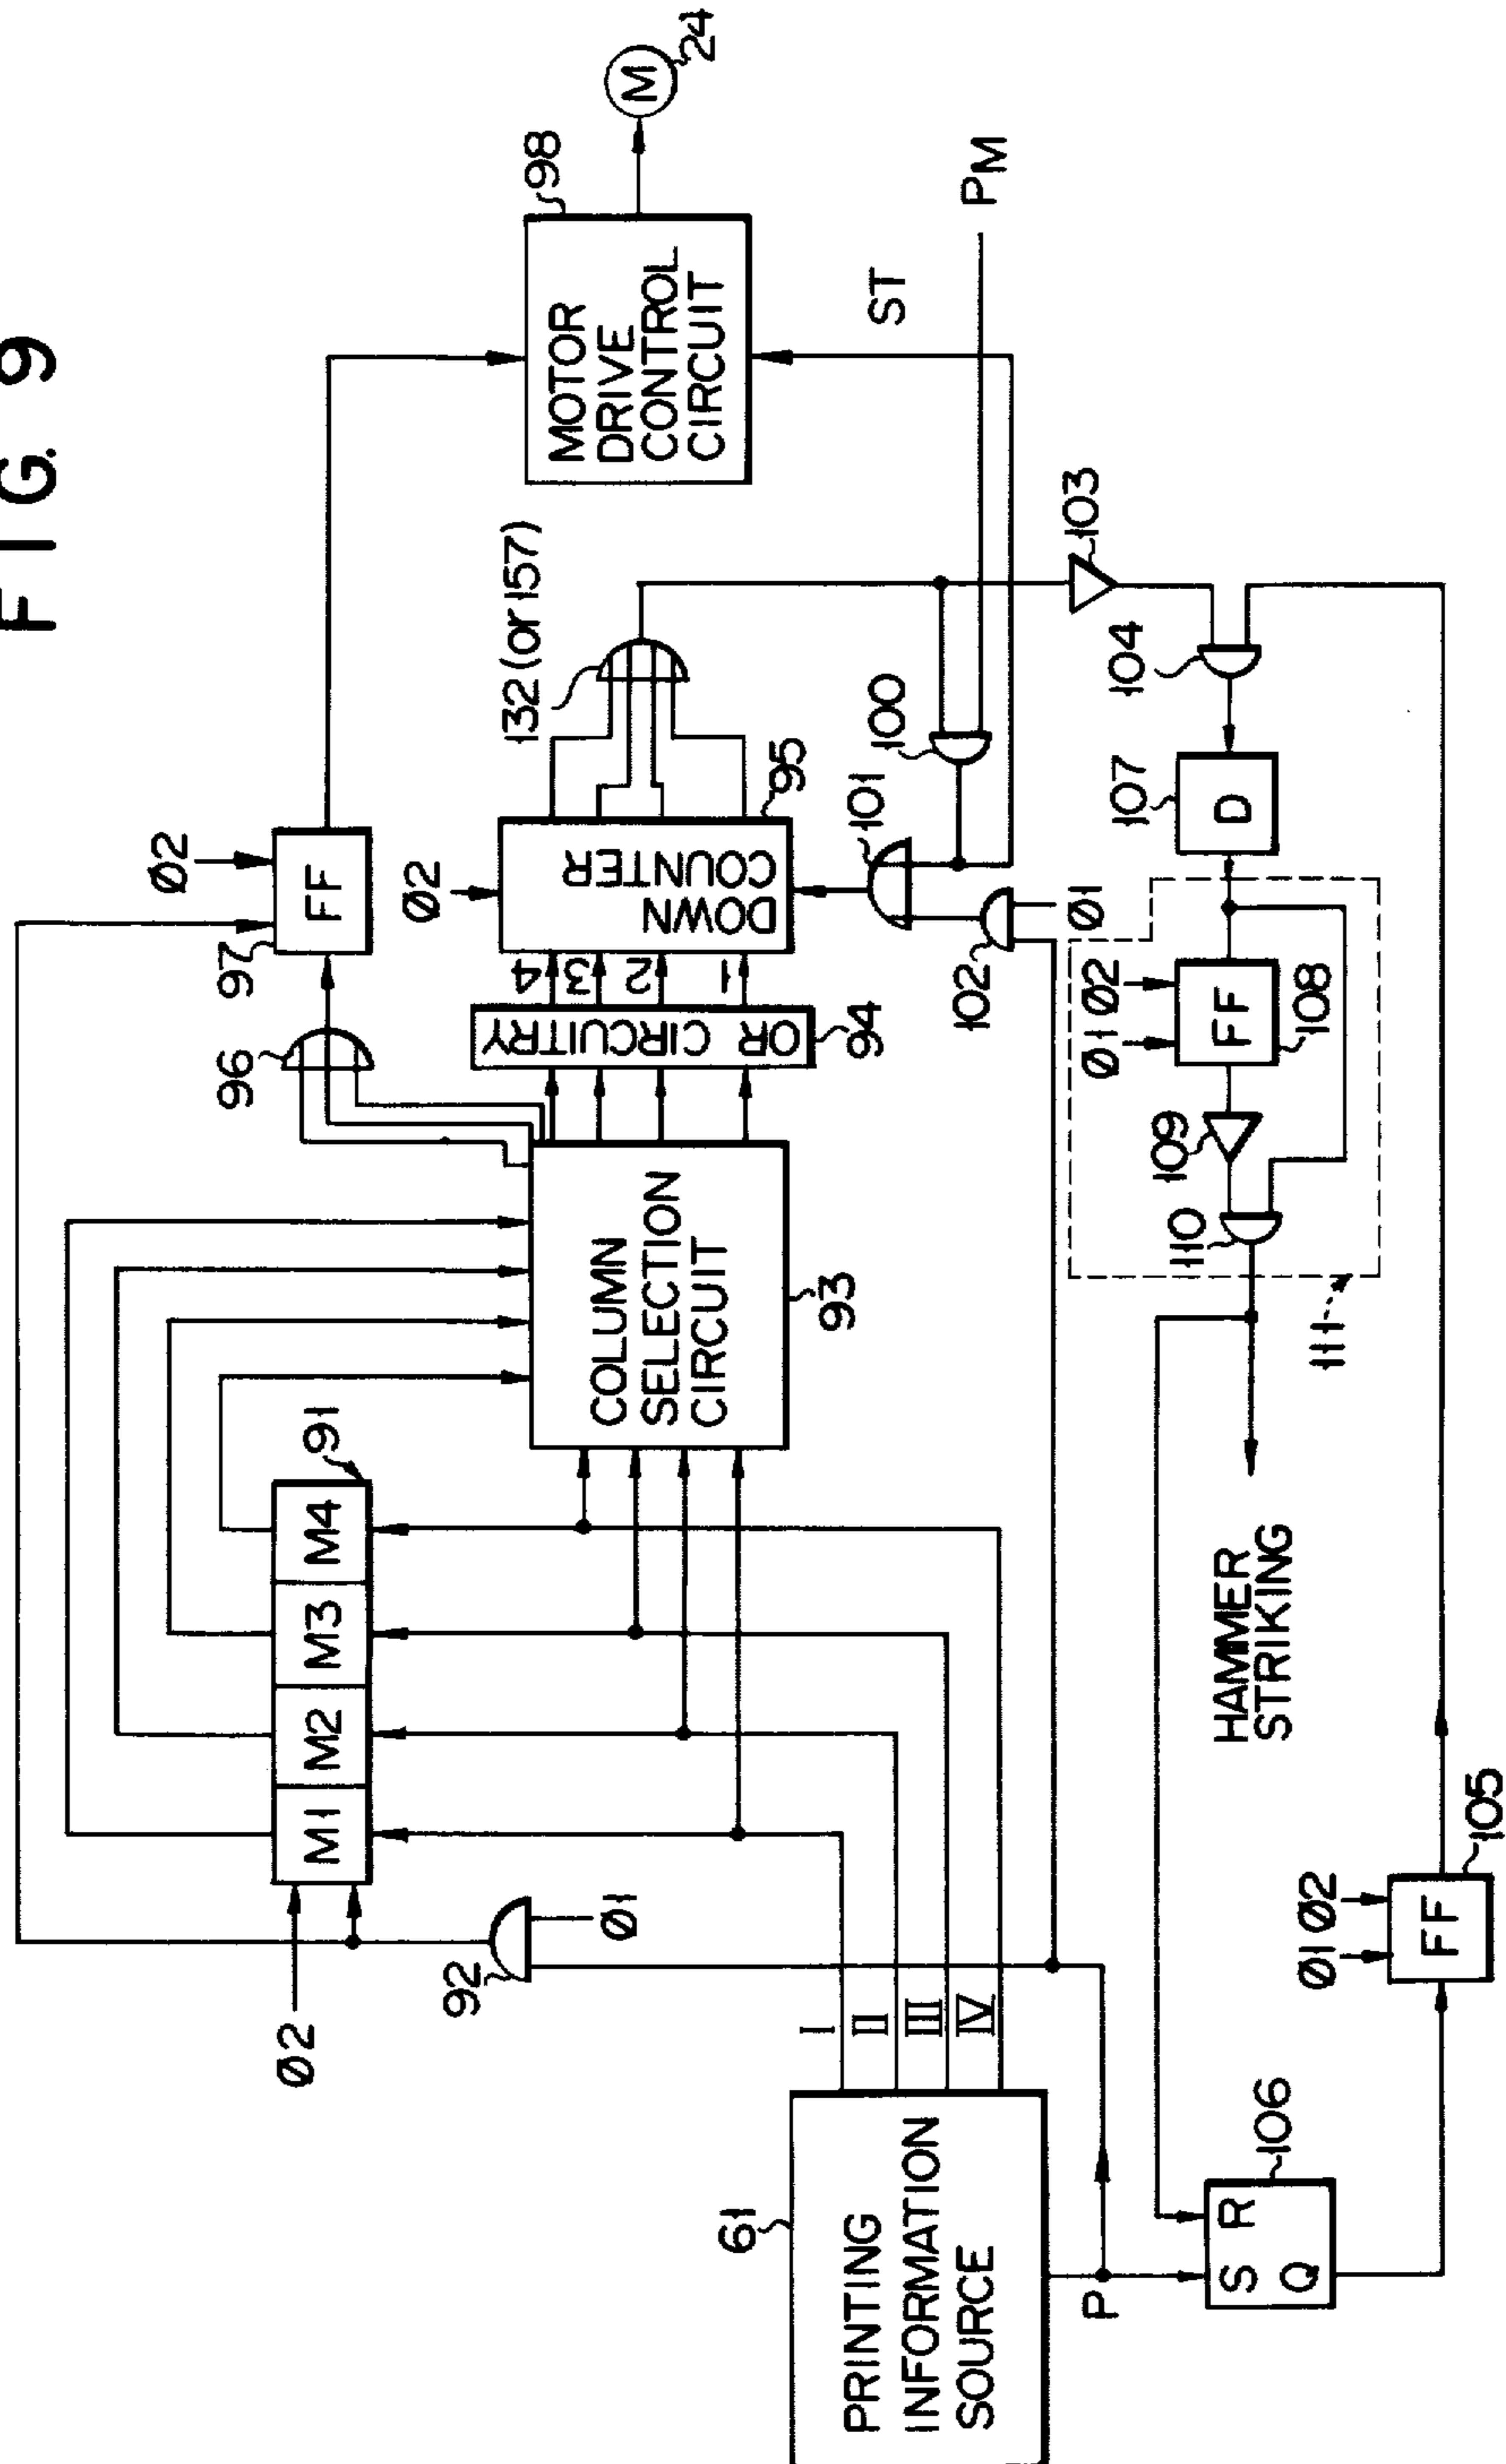 FIG. 9
Ø2
97
FF
98
MOTOR
DRIVE
CONTROL
CIRCUIT
M
24
96
Ø2
132 (or 157)
91
M1
M2
M3
M4
COLUMN
SELECTION
CIRCUIT
93
OR CIRCUITRY
94
4
3
2
1
DOWN
COUNTER
95
ST
PM
100
101
102
Ø1
103
104
Ø2
92
Ø1
107
D
Ø1
Ø2
FF
108
109
110
111
HAMMER
STRIKING
61
PRINTING
INFORMATION
SOURCE
I
II
III
IV
P
S
R
Q
106
Ø1
Ø2
FF
105